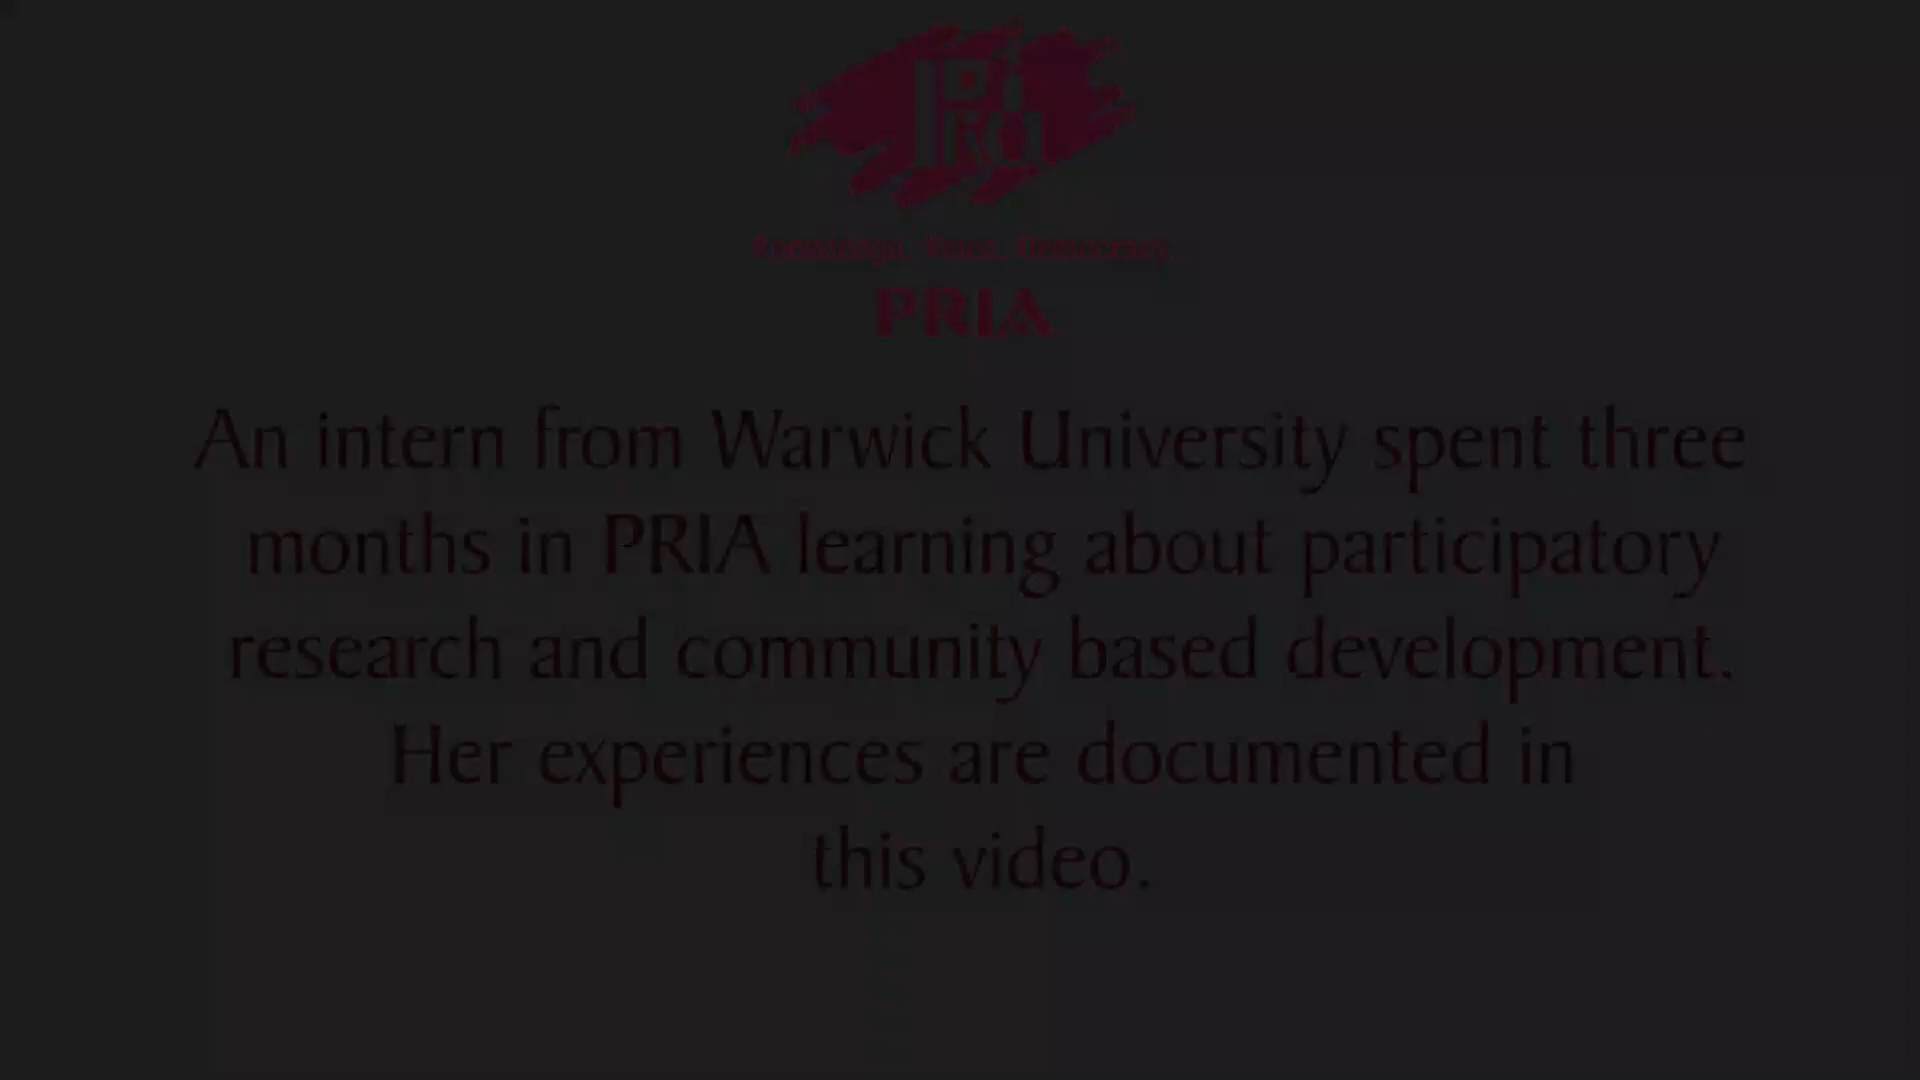 PRIA
Knowledge. Voice. Democracy.
PRIA
An intern from Warwick University spent three
months in PRIA learning about participatory
research and community based development.
Her experiences are documented in
this video.